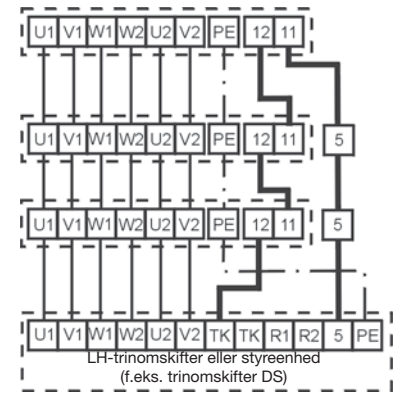 U1 V1 W1 W2 U2 V2 PE 12 11
U1 V1 W1 W2 U2 V2 PE 12 11 5
U1 V1 W1 W2 U2 V2 PE 12 11 5
U1 V1 W1 W2 U2 V2 TK TK R1 R2 5 PE
LH-trinomskifter eller styreenhed
(f.eks. trinomskifter DS)